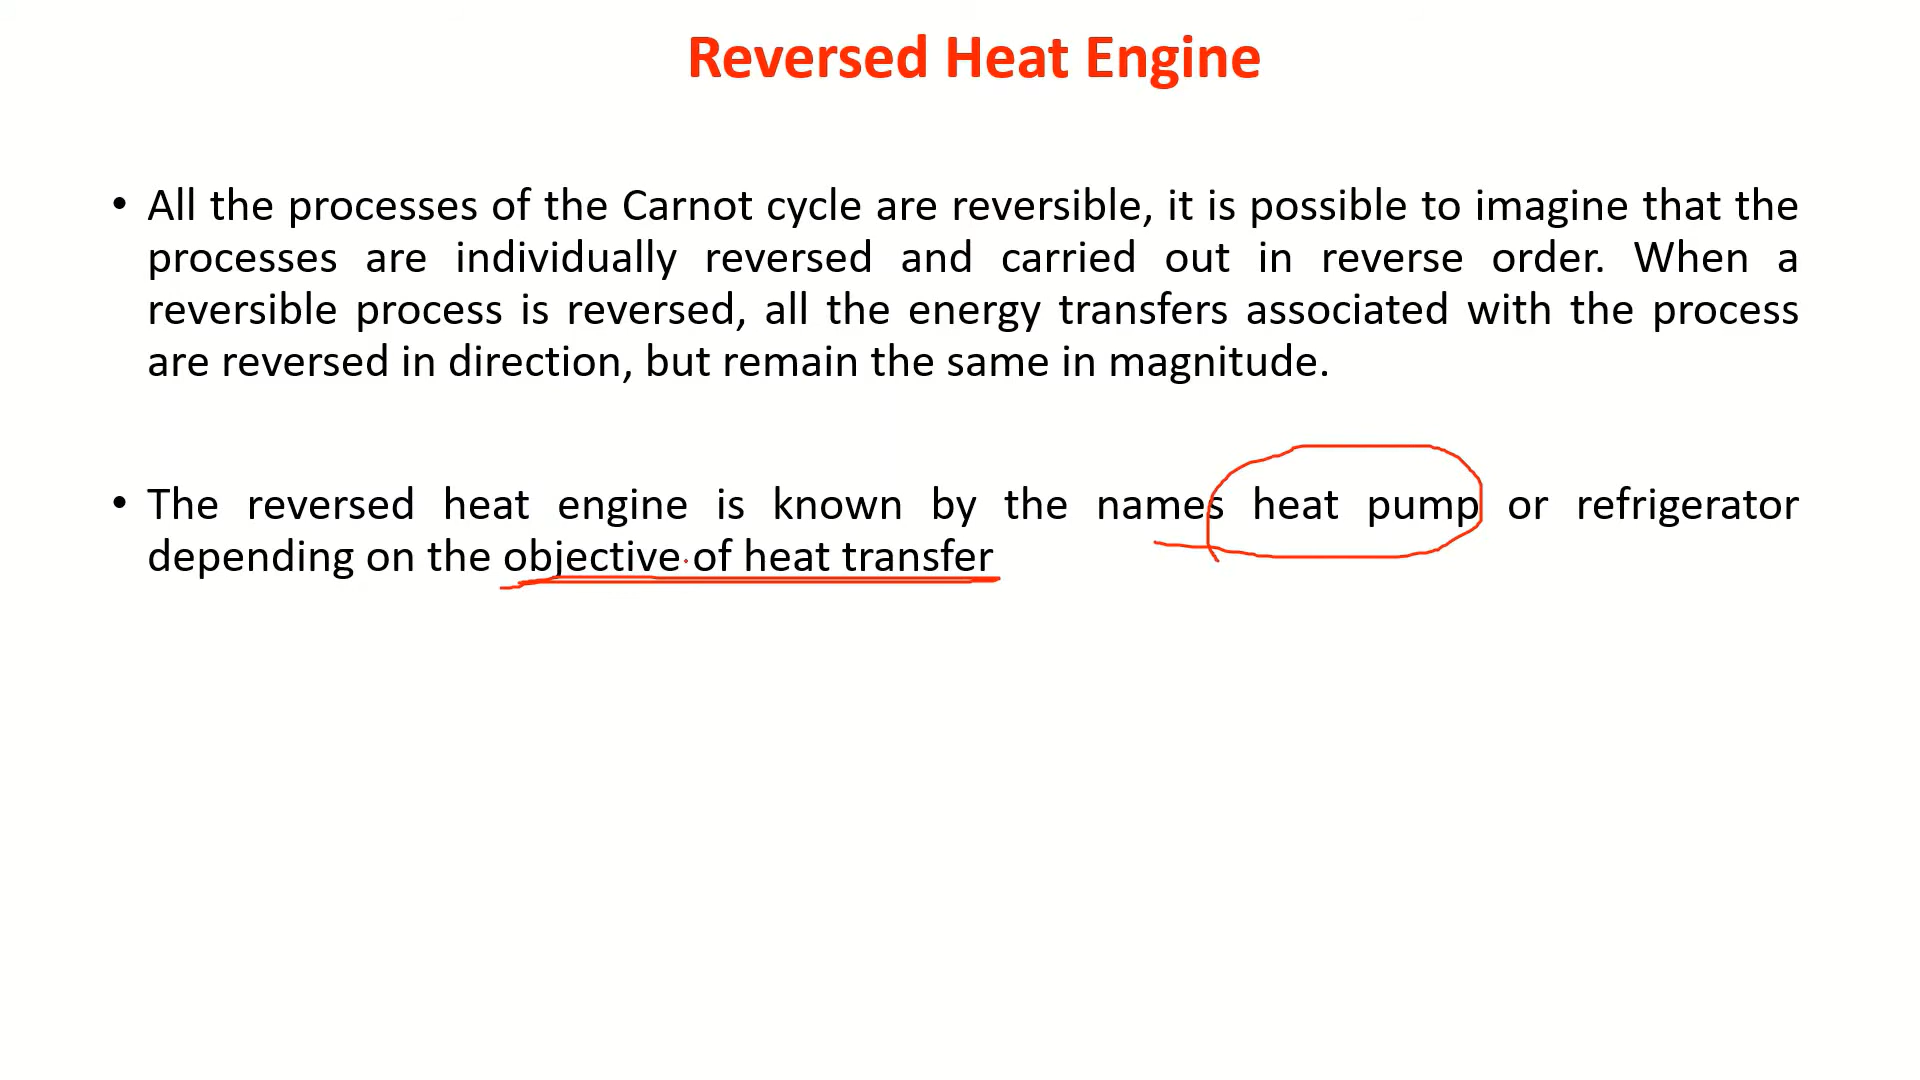 Reversed Heat Engine
• All the processes of the Carnot cycle are reversible, it is possible to imagine that the
processes are individually reversed and carried out in reverse order. When a
reversible process is reversed, all the energy transfers associated with the process
are reversed in direction, but remain the same in magnitude.
• The reversed heat engine is known by the names heat pump or refrigerator
depending on the objective of heat transfer